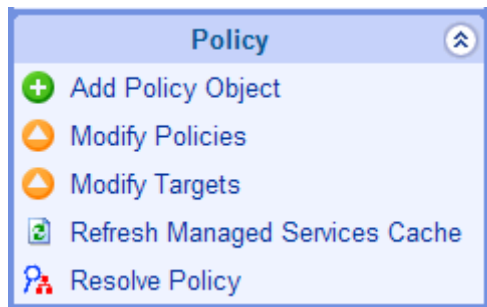 Policy
Add Policy Object
Modify Policies
Modify Targets
Refresh Managed Services Cache
Resolve Policy